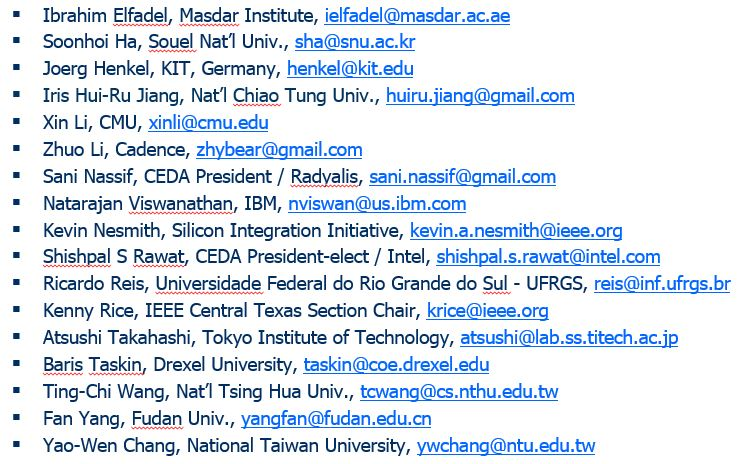 ▪ Ibrahim Elfadel, Masdar Institute, ielfadel@masdar.ac.ae
▪ Soonhoi Ha, Souel Nat’l Univ., sha@snu.ac.kr
▪ Joerg Henkel, KIT, Germany, henkel@kit.edu
▪ Iris Hui-Ru Jiang, Nat’l Chiao Tung Univ., huiru.jiang@gmail.com
▪ Xin Li, CMU, xinli@cmu.edu
▪ Zhuo Li, Cadence, zhybear@gmail.com
▪ Sani Nassif, CEDA President / Radyalis, sani.nassif@gmail.com
▪ Natarajan Viswanathan, IBM, nviswan@us.ibm.com
▪ Kevin Nesmith, Silicon Integration Initiative, kevin.a.nesmith@ieee.org
▪ Shishpal S Rawat, CEDA President-elect / Intel, shishpal.s.rawat@intel.com
▪ Ricardo Reis, Universidade Federal do Rio Grande do Sul - UFRGS, reis@inf.ufrgs.br
▪ Kenny Rice, IEEE Central Texas Section Chair, krice@ieee.org
▪ Atsushi Takahashi, Tokyo Institute of Technology, atsushi@lab.ss.titech.ac.jp
▪ Baris Taskin, Drexel University, taskin@coe.drexel.edu
▪ Ting-Chi Wang, Nat’l Tsing Hua Univ., tcwang@cs.nthu.edu.tw
▪ Fan Yang, Fudan Univ., yangfan@fudan.edu.cn
▪ Yao-Wen Chang, National Taiwan University, ywchang@ntu.edu.tw